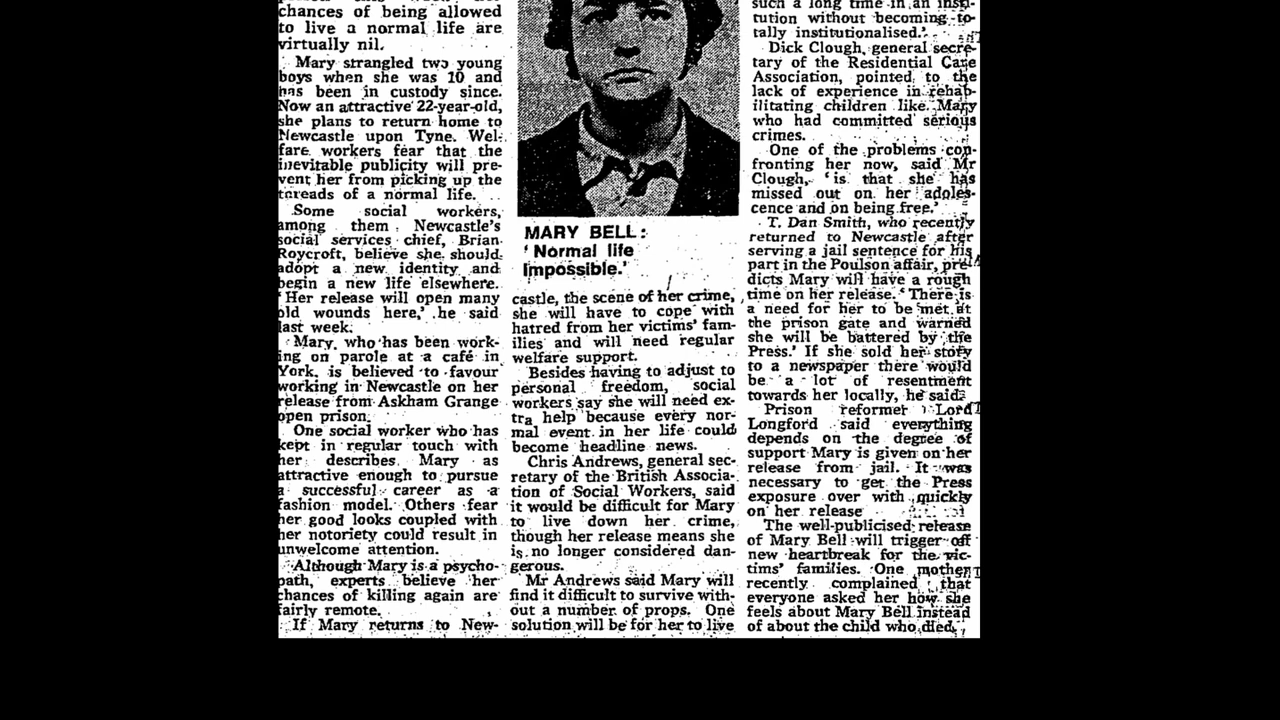 chances of being allowed
to live a normal life are
virtually nil.
Mary strangled two young
boys when she was 10 and
has been in custody since.
Now an attractive 22-year-old,
she plans to return home to
Newcastle upon Tyne. Wel-
fare workers fear that the
inevitable publicity will pre-
vent her from picking up the
threads of a normal life.
Some social workers,
among them Newcastle's
social services chief, Brian
Roycroft, believe she should
adopt a new identity and
begin a new life elsewhere.
'Her release will open many
old wounds here,' he said
last week.
Mary, who has been work-
ing on parole at a café in
York, is believed to favour
working in Newcastle on her
release from Askham Grange
open prison.
One social worker who has
kept in regular touch with
her describes Mary as
attractive enough to pursue
a successful career as a
fashion model. Others fear
her good looks coupled with
her notoriety could result in
unwelcome attention.
Although Mary is a psycho-
path, experts believe her
chances of killing again are
fairly remote.
If Mary returns to New-
MARY BELL:
'Normal life
impossible.'
castle, the scene of her crime,
she will have to cope with
hatred from her victims' fam-
ilies and will need regular
welfare support.
Besides having to adjust to
personal freedom, social
workers say she will need ex-
tra help because every nor-
mal event in her life could
become headline news.
Chris Andrews, general sec-
retary of the British Associa-
tion of Social Workers, said
it would be difficult for Mary
to live down her crime,
though her release means she
is no longer considered dan-
gerous.
Mr Andrews said Mary will
find it difficult to survive with-
out a number of props. One
solution will be for her to live
such a long time in an insti-
tution without becoming to-
tally institutionalised.'
Dick Clough, general secre-
tary of the Residential Care
Association, pointed to the
lack of experience in rehab-
ilitating children like Mary
who had committed serious
crimes.
One of the problems con-
fronting her now, said Mr
Clough, 'is that she has
missed out on her adoles-
cence and on being free.'
T. Dan Smith, who recently
returned to Newcastle after
serving a jail sentence for his
part in the Poulson affair, pre-
dicts Mary will have a rough
time on her release. 'There is
a need for her to be met at
the prison gate and warned
she will be battered by the
Press.' If she sold her story
to a newspaper there would
be a lot of resentment
towards her locally, he said.
Prison reformer Lord
Longford said everything
depends on the degree of
support Mary is given on her
release from jail. It was
necessary to get the Press
exposure over with quickly
on her release
The well-publicised release
of Mary Bell will trigger off
new heartbreak for the vic-
tims' families. One mother
recently complained that
everyone asked her how she
feels about Mary Bell instead
of about the child who died.